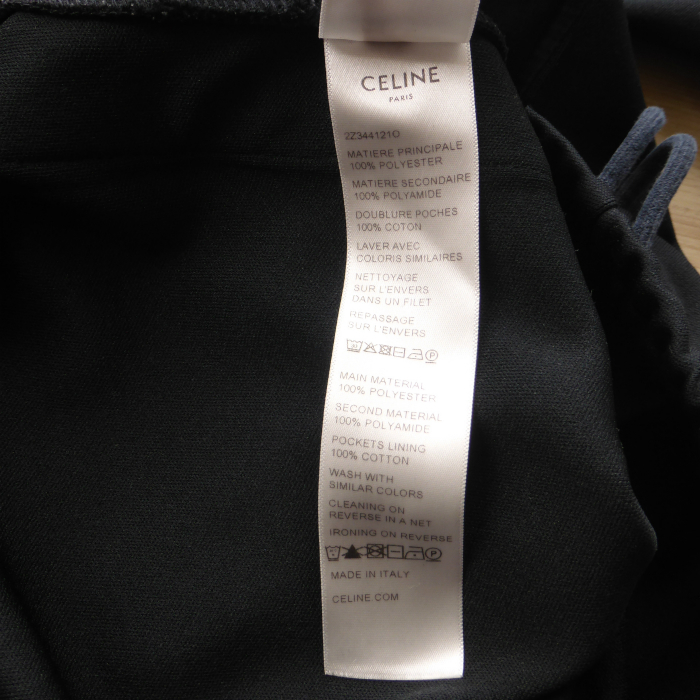 CELINE
PARIS
2Z344121O
MATIERE PRINCIPALE
100% POLYESTER
MATIERE SECONDAIRE
100% POLYAMIDE
DOUBLURE POCHES
100% COTON
LAVER AVEC
COLORIS SIMILAIRES
NETTOYAGE
SUR L'ENVERS
DANS UN FILET
REPASSAGE
SUR L'ENVERS
MAIN MATERIAL
100% POLYESTER
SECOND MATERIAL
100% POLYAMIDE
POCKETS LINING
100% COTTON
WASH WITH
SIMILAR COLORS
CLEANING ON
REVERSE IN A NET
IRONING ON REVERSE
MADE IN ITALY
CELINE.COM